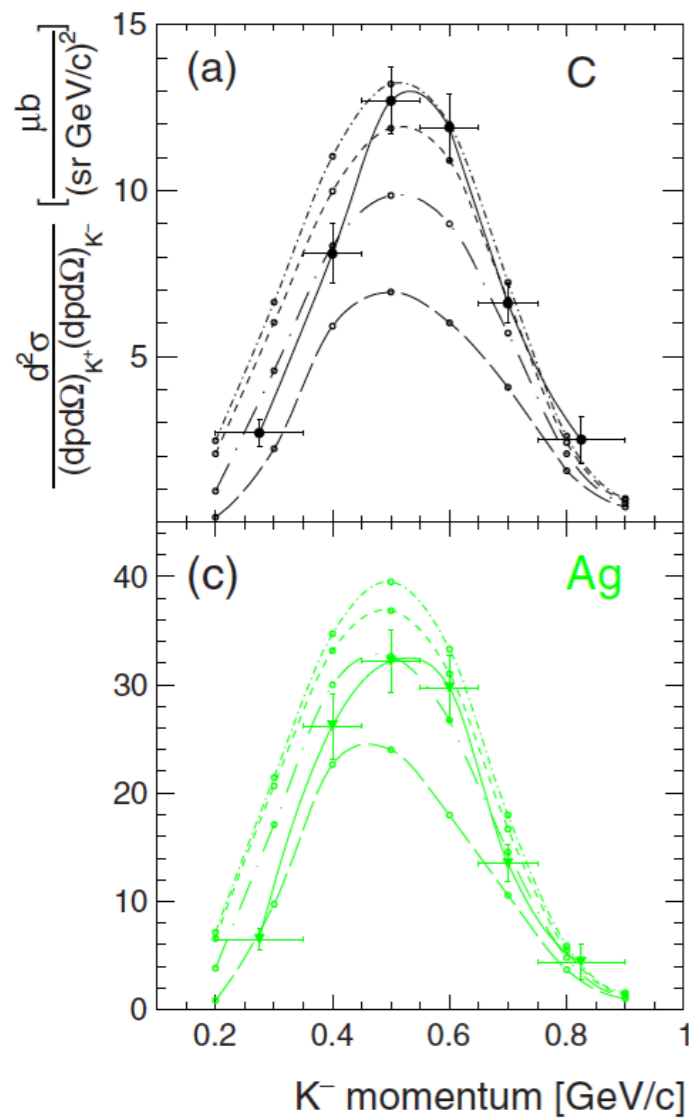 d²σ / (dpdΩ)K⁺(dpdΩ)K⁻ [μb / (sr GeV/c)²]
(a) C
15
10
5
(c) Ag
40
30
20
10
0
0.2 0.4 0.6 0.8 1
K⁻ momentum [GeV/c]